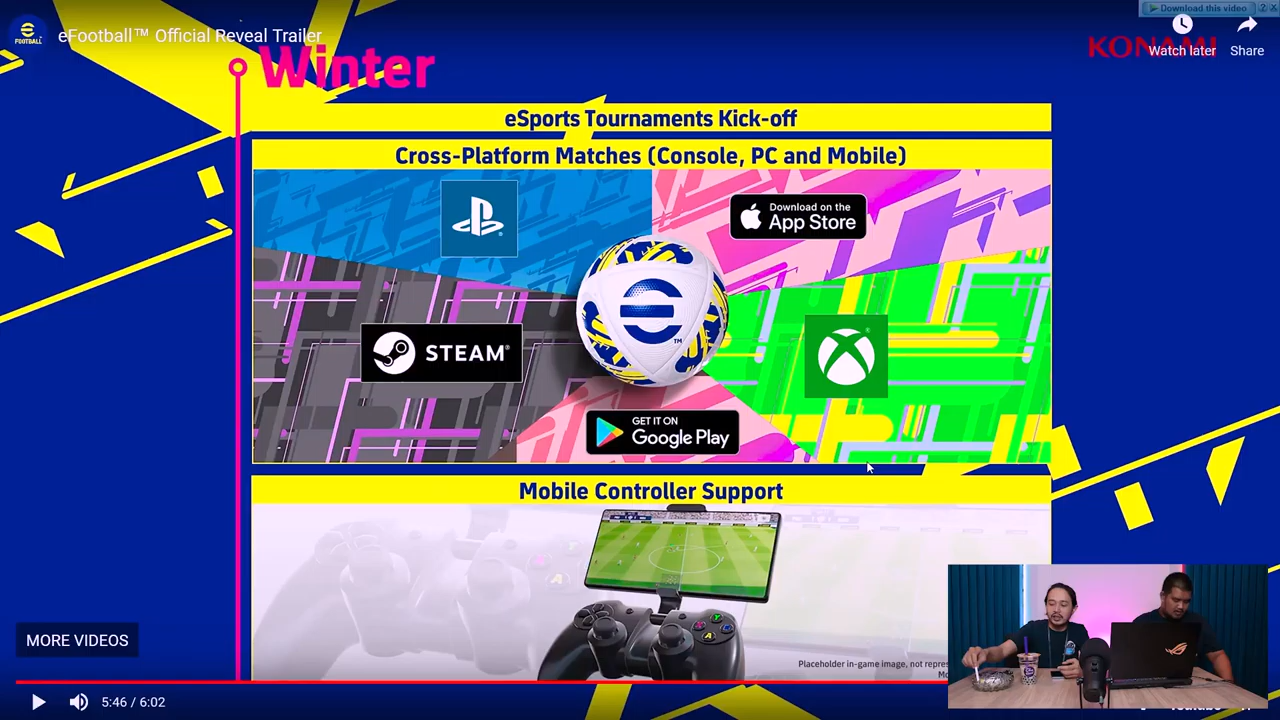 Download this video
eFootball™ Official Reveal Trailer
FOOTBALL
KONAMI
Watch later
Share
Winter
eSports Tournaments Kick-off
Cross-Platform Matches (Console, PC and Mobile)
Download on the
App Store
STEAM®
GET IT ON
Google Play
Mobile Controller Support
MORE VIDEOS
Placeholder in-game image, not
5:46 / 6:02